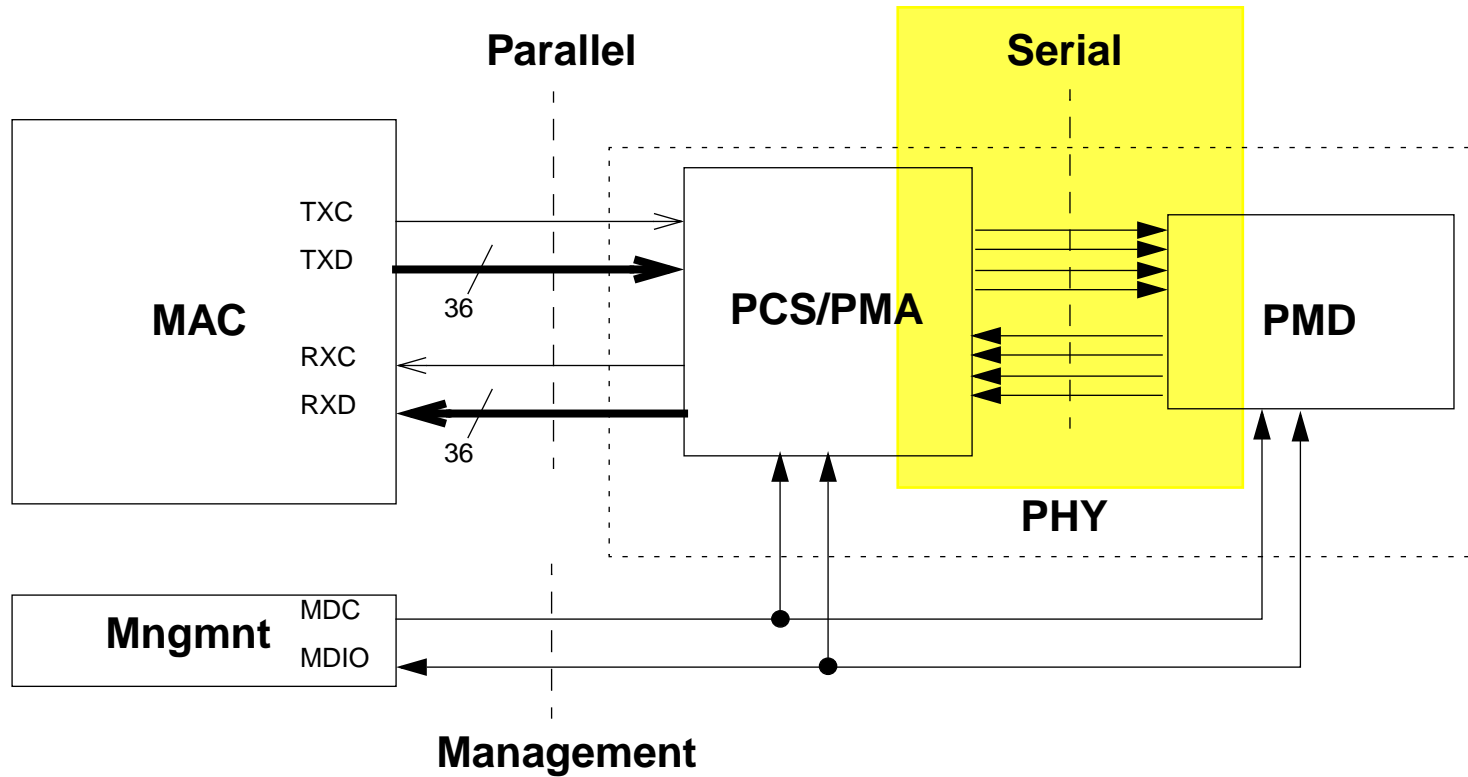 Parallel
Serial
TXC
TXD
36
MAC
PCS/PMA
PMD
RXC
RXD
36
PHY
MDC
Mngmnt
MDIO
Management